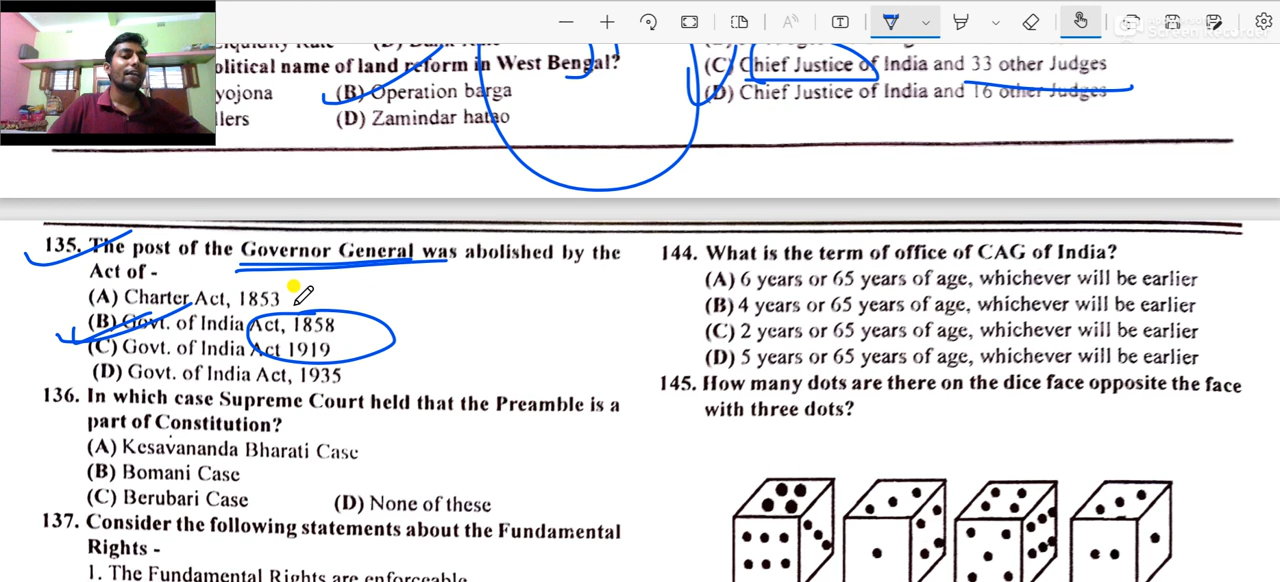 olitical name of land reform in West Bengal?
yojona (B) Operation barga
lers (D) Zamindar hatao
(C) Chief Justice of India and 33 other Judges
(D) Chief Justice of India and 16 other Judges
135. The post of the Governor General was abolished by the
Act of -
(A) Charter Act, 1853
(B) Govt. of India Act, 1858
(C) Govt. of India Act 1919
(D) Govt. of India Act, 1935
136. In which case Supreme Court held that the Preamble is a
part of Constitution?
(A) Kesavananda Bharati Case
(B) Bomani Case
(C) Berubari Case (D) None of these
137. Consider the following statements about the Fundamental
Rights -
1. The Fundamental Rights are enforceable
144. What is the term of office of CAG of India?
(A) 6 years or 65 years of age, whichever will be earlier
(B) 4 years or 65 years of age, whichever will be earlier
(C) 2 years or 65 years of age, whichever will be earlier
(D) 5 years or 65 years of age, whichever will be earlier
145. How many dots are there on the dice face opposite the face
with three dots?